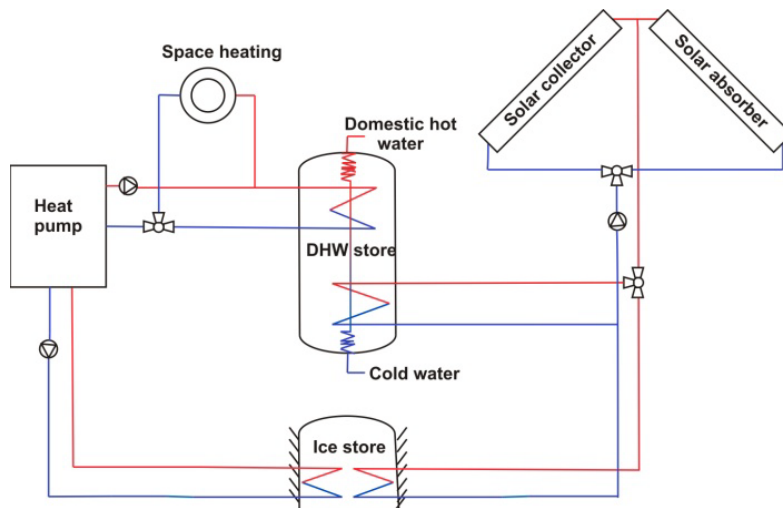 Space heating
Solar collector
Solar absorber
Domestic hot
water
Heat
pump
DHW store
Cold water
Ice store